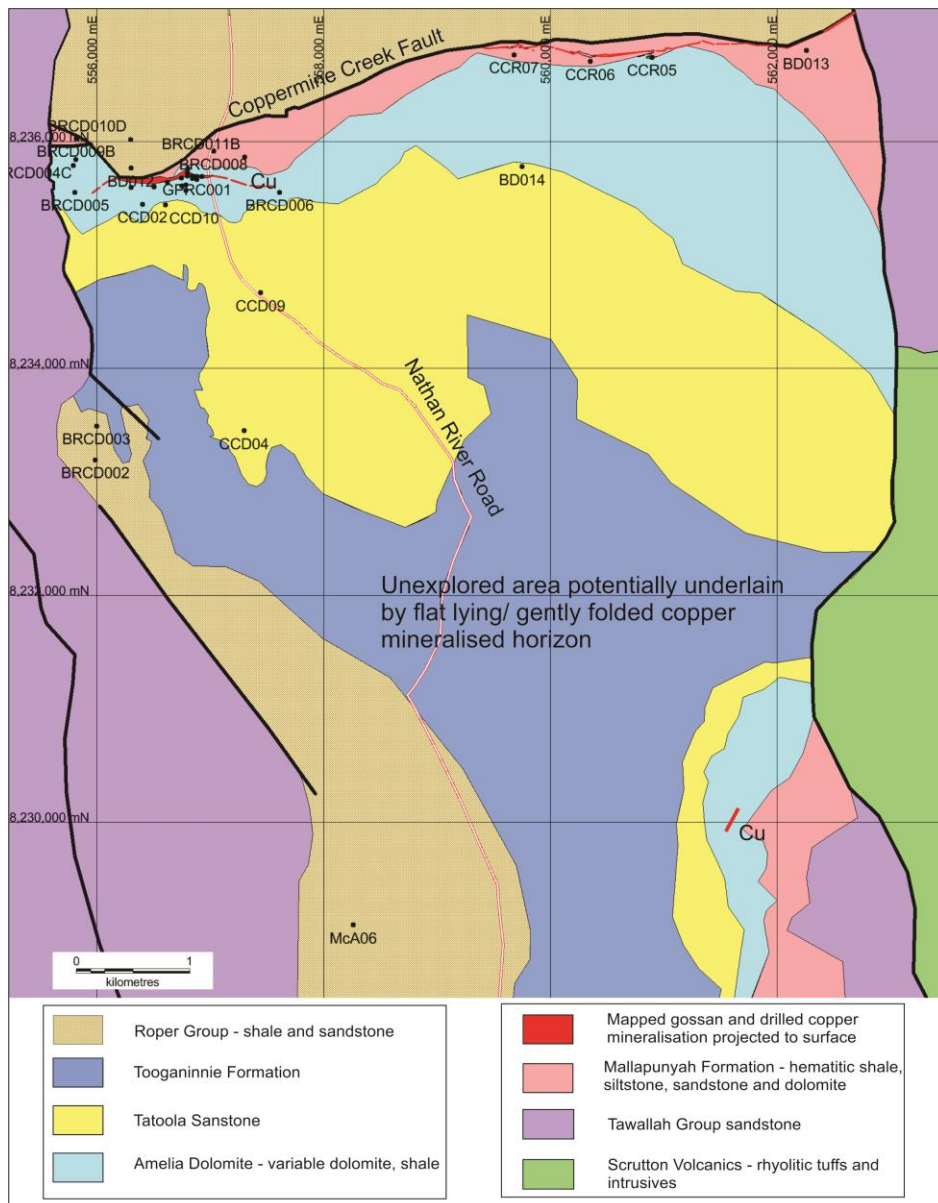 556,000 mE
558,000 mE
560,000 mE
562,000 mE
Coppermine Creek Fault
CCR07
CCR06
CCR05
BD013
BRCD010D
8,236,000 mN
BRCD009B
BRCD011B
RCD004C
BRCD008
BD012
GPRC001
Cu
BD014
BRCD005
CCD02
CCD10
BRCD006
CCD09
8,234,000 mN
Nathan River Road
BRCD003
CCD04
BRCD002
8,232,000 mN
Unexplored area potentially underlain
by flat lying/ gently folded copper
mineralised horizon
8,230,000 mN
Cu
McA06
0 1
kilometres
Roper Group - shale and sandstone
Tooganinnie Formation
Tatoola Sanstone
Amelia Dolomite - variable dolomite, shale
Mapped gossan and drilled copper
mineralisation projected to surface
Mallapunyah Formation - hematitic shale,
siltstone, sandstone and dolomite
Tawallah Group sandstone
Scrutton Volcanics - rhyolitic tuffs and
intrusives